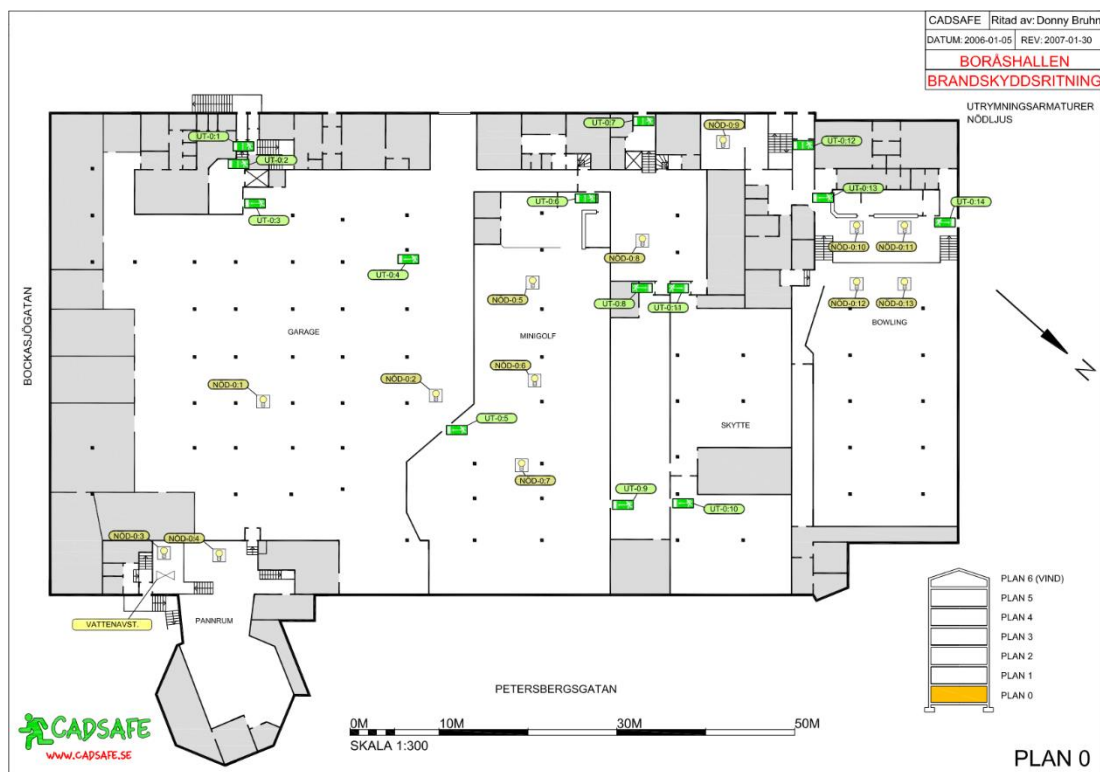 CADSAFE Ritad av: Donny Bruhn
DATUM: 2006-01-05 REV: 2007-01-30
BORÅSHALLEN
BRANDSKYDDSRITNING
UTRYMNINGSARMATURER
NÖDLJUS
UT-0:1
UT-0:2
UT-0:3
UT-0:4
UT-0:7
NÖD-0:9
UT-0:12
UT-0:6
UT-0:13
UT-0:14
NÖD-0:8
NÖD-0:10
NÖD-0:11
NÖD-0:5
UT-0:8
UT-0:11
NÖD-0:12
NÖD-0:13
BOWLING
GARAGE
MINIGOLF
BOCKASJÖGATAN
N
NÖD-0:1
NÖD-0:2
NÖD-0:6
UT-0:5
SKYTTE
NÖD-0:7
UT-0:9
UT-0:10
NÖD-0:3
NÖD-0:4
VATTENAVST.
PANNRUM
PLAN 6 (VIND)
PLAN 5
PLAN 4
PLAN 3
PLAN 2
PLAN 1
PLAN 0
PETERSBERGSGATAN
CADSAFE
WWW.CADSAFE.SE
0M 10M 30M 50M
SKALA 1:300
PLAN 0